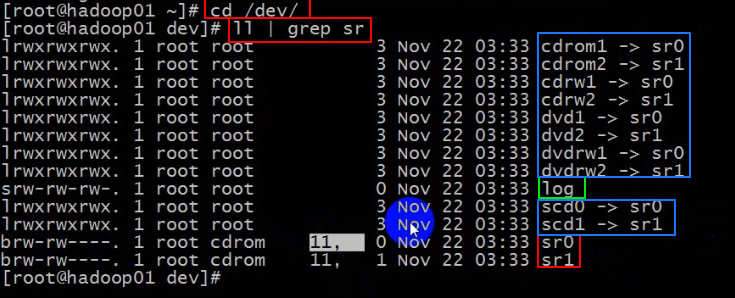 [root@hadoop01 ~]# cd /dev/
[root@hadoop01 dev]# ll | grep sr
lrwxrwxrwx. 1 root root 3 Nov 22 03:33 cdrom1 -> sr0
lrwxrwxrwx. 1 root root 3 Nov 22 03:33 cdrom2 -> sr1
lrwxrwxrwx. 1 root root 3 Nov 22 03:33 cdrw1 -> sr0
lrwxrwxrwx. 1 root root 3 Nov 22 03:33 cdrw2 -> sr1
lrwxrwxrwx. 1 root root 3 Nov 22 03:33 dvd1 -> sr0
lrwxrwxrwx. 1 root root 3 Nov 22 03:33 dvd2 -> sr1
lrwxrwxrwx. 1 root root 3 Nov 22 03:33 dvdrw1 -> sr0
lrwxrwxrwx. 1 root root 3 Nov 22 03:33 dvdrw2 -> sr1
srw-rw-rw-. 1 root root 0 Nov 22 03:33 log
lrwxrwxrwx. 1 root root 3 Nov 22 03:33 scd0 -> sr0
lrwxrwxrwx. 1 root root 3 Nov 22 03:33 scd1 -> sr1
brw-rw----. 1 root cdrom 11, 0 Nov 22 03:33 sr0
brw-rw----. 1 root cdrom 11, 1 Nov 22 03:33 sr1
[root@hadoop01 dev]#